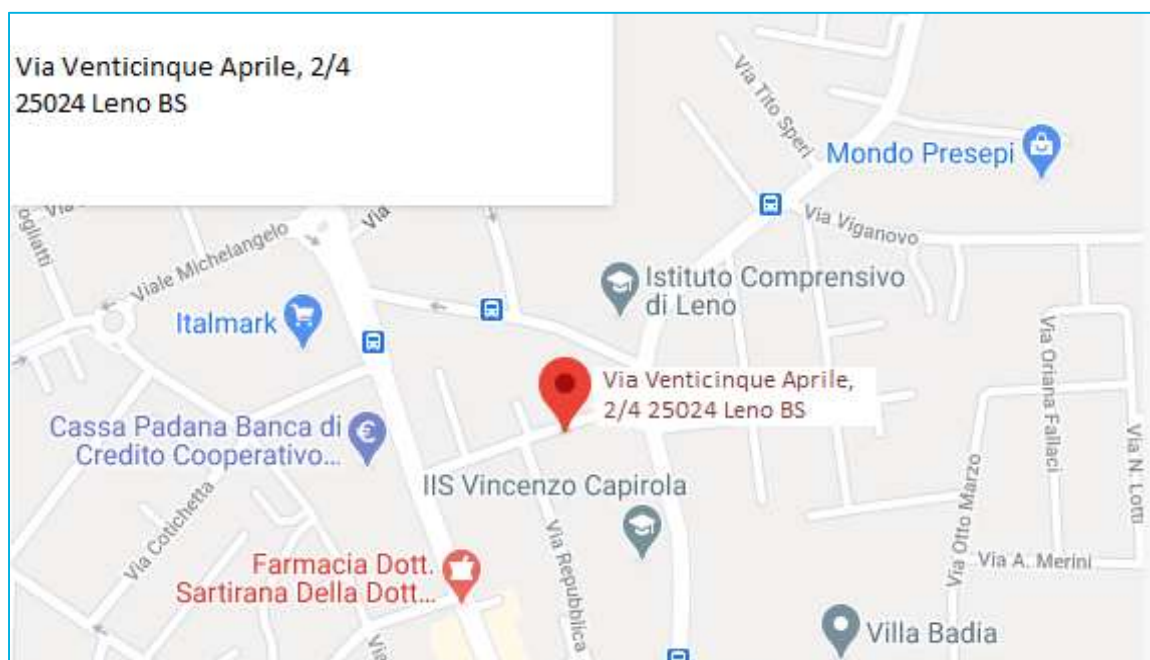 Via Venticinque Aprile, 2/4
25024 Leno BS
Via Tito Speri
Mondo Presepi
Via
Via
Viale Michelangelo
Via Viganovo
Istituto Comprensivo
di Leno
Italmark
Via Venticinque Aprile,
2/4 25024 Leno BS
Via Oriana Fallaci
Cassa Padana Banca di
Credito Cooperativo...
IIS Vincenzo Capirola
Via N. Lotti
Via Otto Marzo
Via Cotichetta
Via Repubblica
Farmacia Dott.
Sartirana Della Dott...
Via A. Merini
Villa Badia
Via